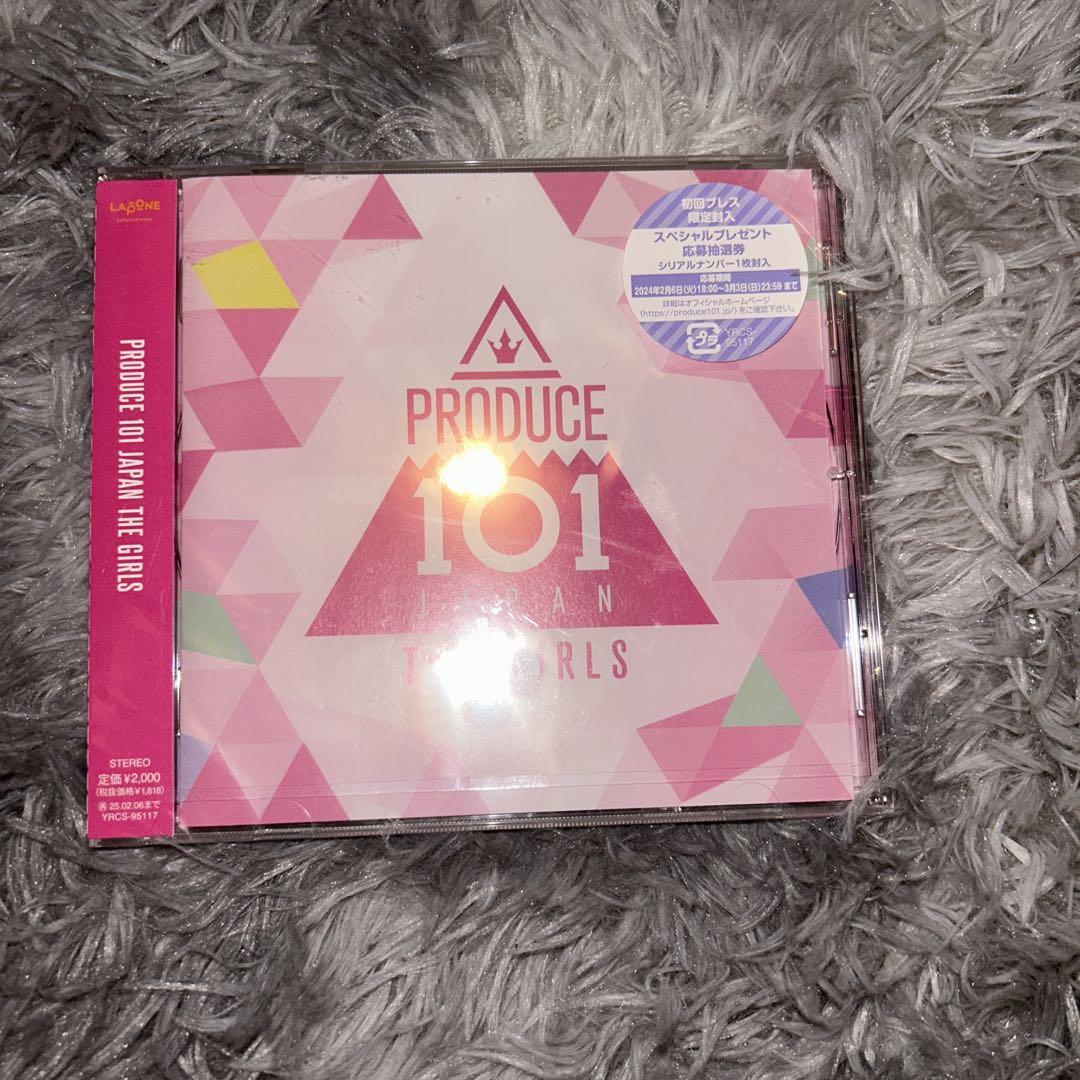 LAPONE
Entertainment
PRODUCE 101 JAPAN THE GIRLS
STEREO
定価¥2,000
(税抜価格¥1,818)
25.02.06まで
YRCS-95117
初回プレス
限定封入
スペシャルプレゼント
応募抽選券
シリアルナンバー1枚封入
応募期間
2024年2月6日(火)18:00〜3月3日(日)23:59 まで
詳細はオフィシャルホームページ
(https://produce101.jp/)をご確認下さい。
プラ
YRCS-
95117
PRODUCE
101
JAPAN
THE GIRLS